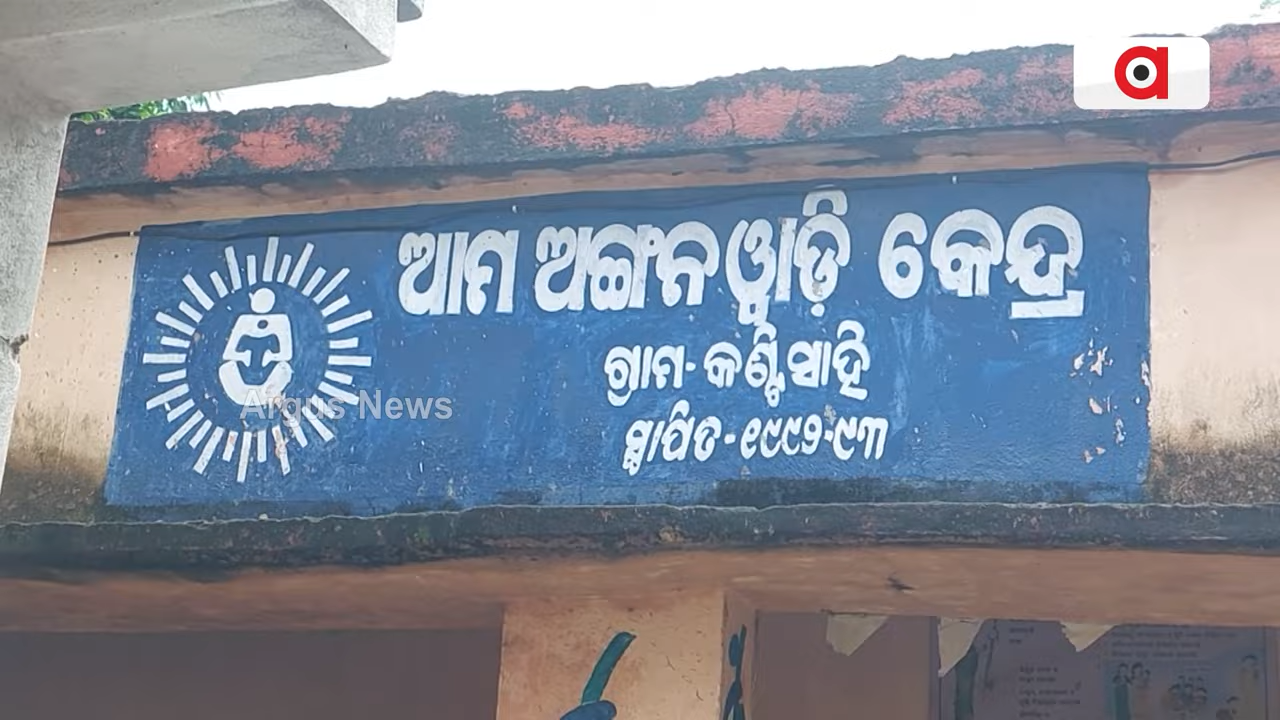 ଆମ ଅଙ୍ଗନୱାଡ଼ି କେନ୍ଦ୍ର
ଗ୍ରାମ- କଣ୍ଟିସାହି
ସ୍ଥାପିତ - ୧୯୯୨-୯୩
Argus News